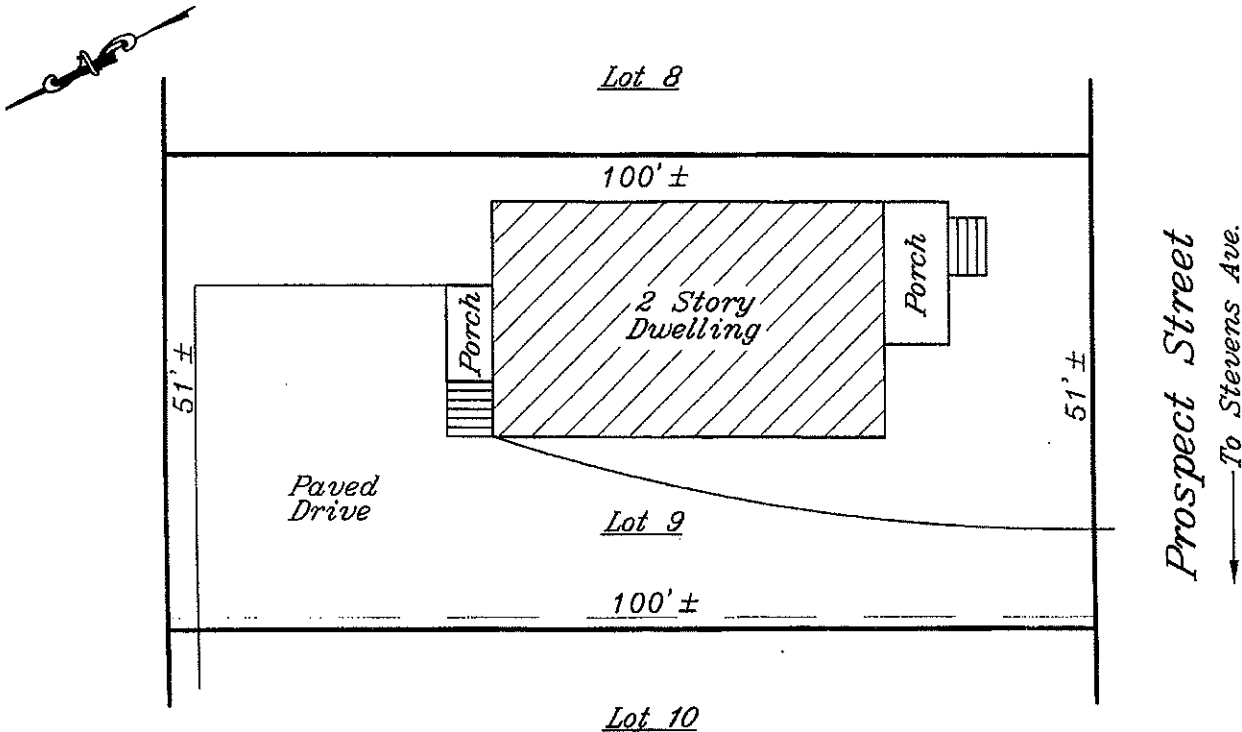 N
Lot 8
100' ±
2 Story
Dwelling
Porch
Porch
51' ±
51' ±
Paved
Drive
Lot 9
100' ±
Lot 10
Prospect Street
To Stevens Ave.